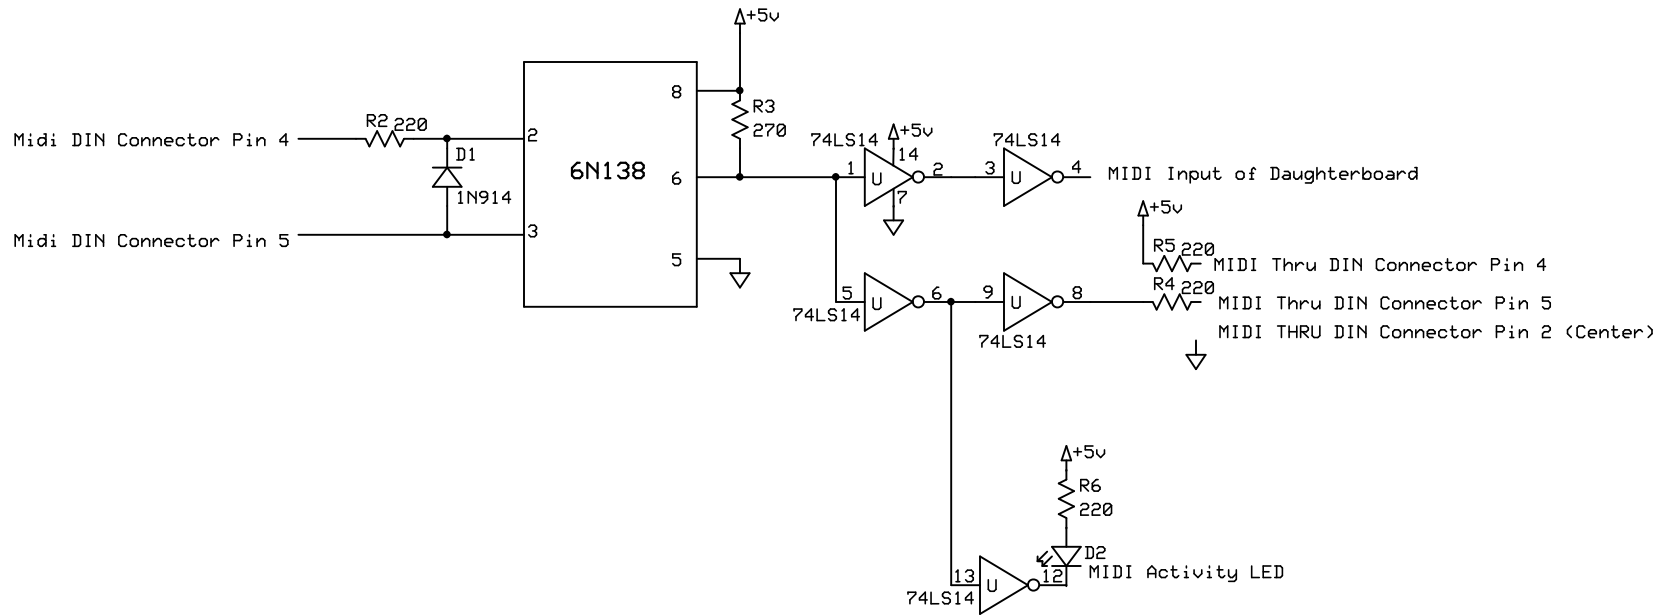 +5v
8
R3
270
R2 220
Midi DIN Connector Pin 4
2
D1
1N914
6N138
6
Midi DIN Connector Pin 5
3
5
74LS14
+5v
14
1
U
2
7
74LS14
3
U
4
MIDI Input of Daughterboard
+5v
R5 220
MIDI Thru DIN Connector Pin 4
5
U
6
74LS14
9
U
8
74LS14
R4 220
MIDI Thru DIN Connector Pin 5
MIDI THRU DIN Connector Pin 2 (Center)
+5v
R6
220
D2
MIDI Activity LED
13
U
12
74LS14